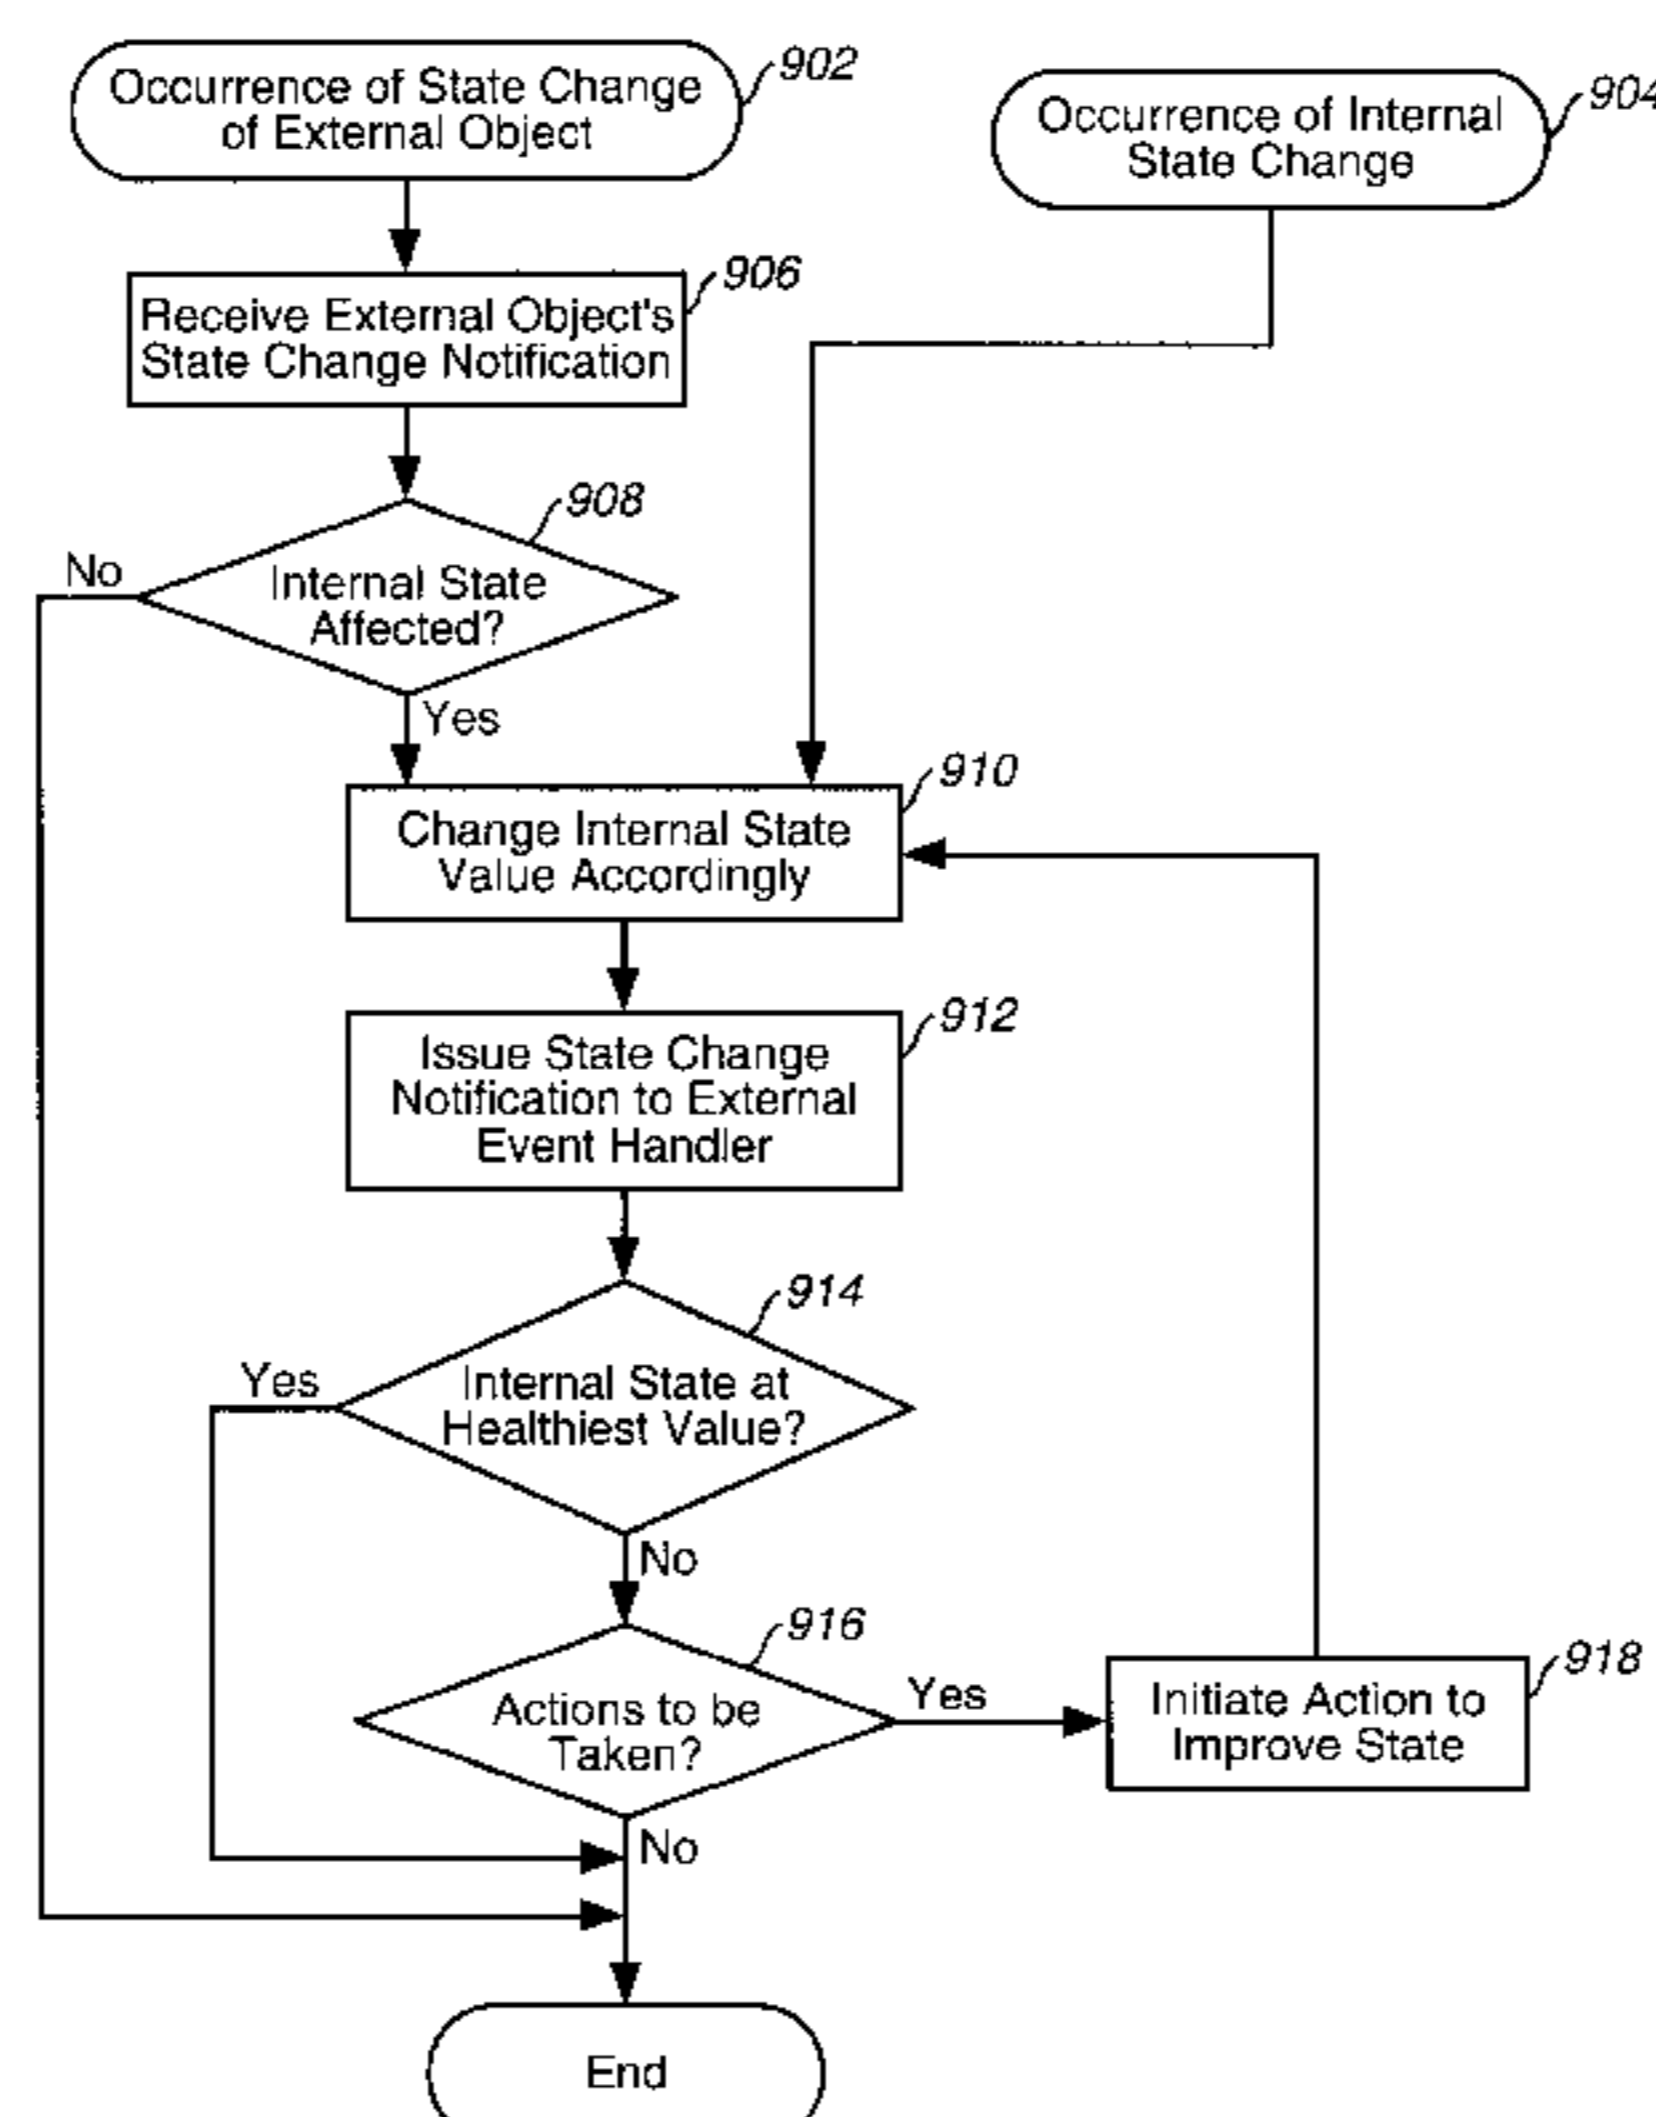 Occurrence of State Change
of External Object
902
Occurrence of Internal
State Change
904
Receive External Object's
State Change Notification
906
908
No
Internal State
Affected?
Yes
910
Change Internal State
Value Accordingly
912
Issue State Change
Notification to External
Event Handler
914
Yes
Internal State at
Healthiest Value?
No
916
Actions to be
Taken?
Yes
918
Initiate Action to
Improve State
No
End